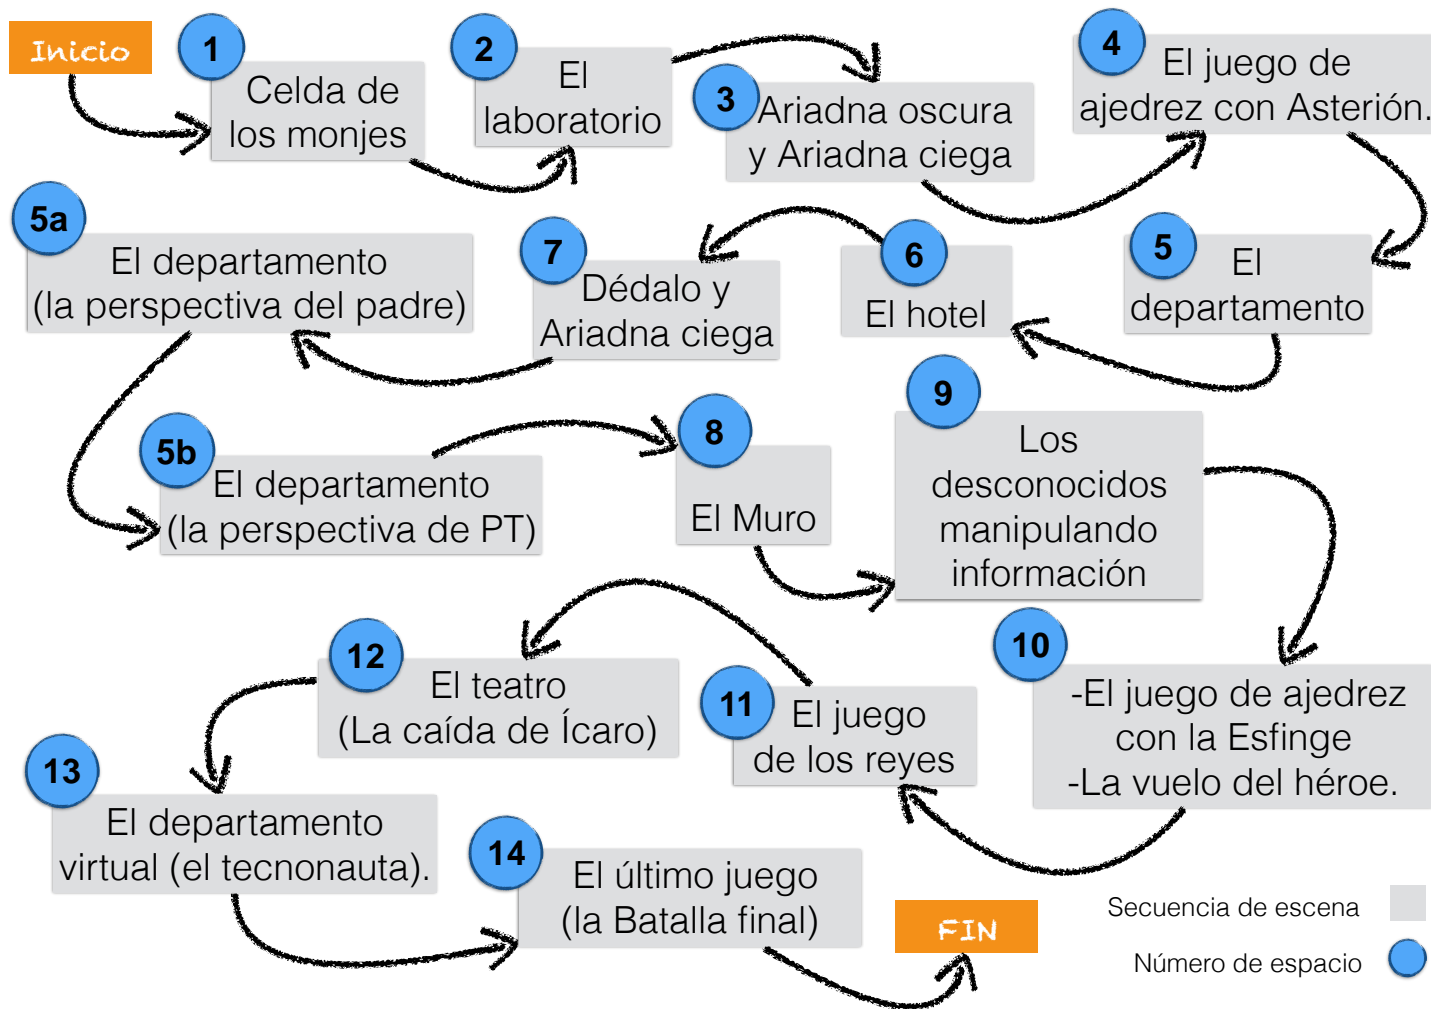 Inicio
1
Celda de
los monjes
2
El
laboratorio
3
Ariadna oscura
y Ariadna ciega
4
El juego de
ajedrez con Asterión.
5
El
departamento
6
El hotel
7
Dédalo y
Ariadna ciega
5a
El departamento
(la perspectiva del padre)
5b
El departamento
(la perspectiva de PT)
8
El Muro
9
Los
desconocidos
manipulando
información
10
-El juego de ajedrez
con la Esfinge
-La vuelo del héroe.
11
El juego
de los reyes
12
El teatro
(La caída de Ícaro)
13
El departamento
virtual (el tecnonauta).
14
El último juego
(la Batalla final)
FIN
Secuencia de escena
Número de espacio